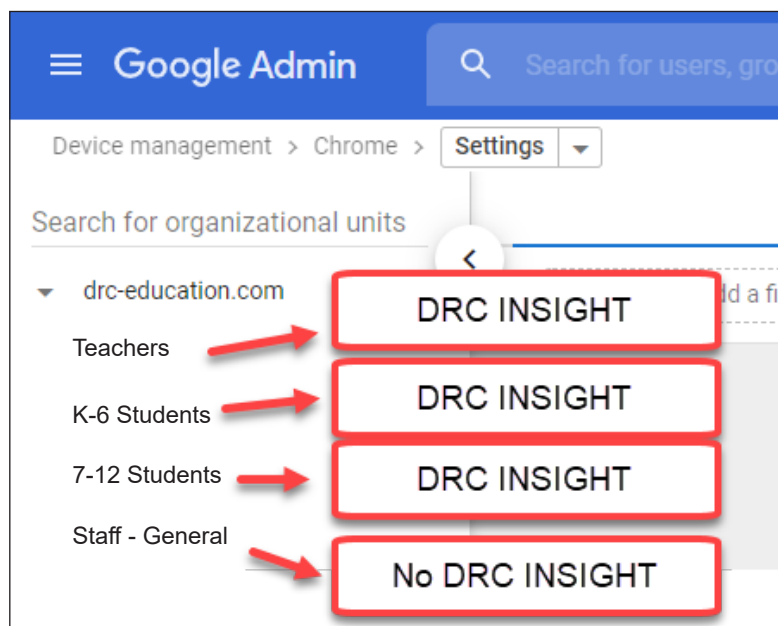 Google Admin
Search for users, gro
Device management > Chrome > Settings
Search for organizational units
drc-education.com
DRC INSIGHT
dd a fi
Teachers
K-6 Students
DRC INSIGHT
7-12 Students
DRC INSIGHT
Staff - General
No DRC INSIGHT